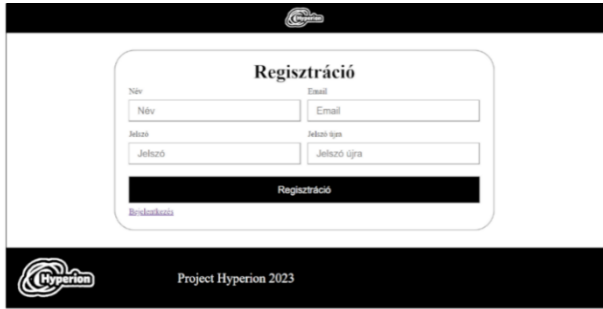 Hyperion
Regisztráció
Név Email
Név Email
Jelszó Jelszó újra
Jelszó Jelszó újra
Regisztráció
Bejelentkezés
Hyperion Project Hyperion 2023